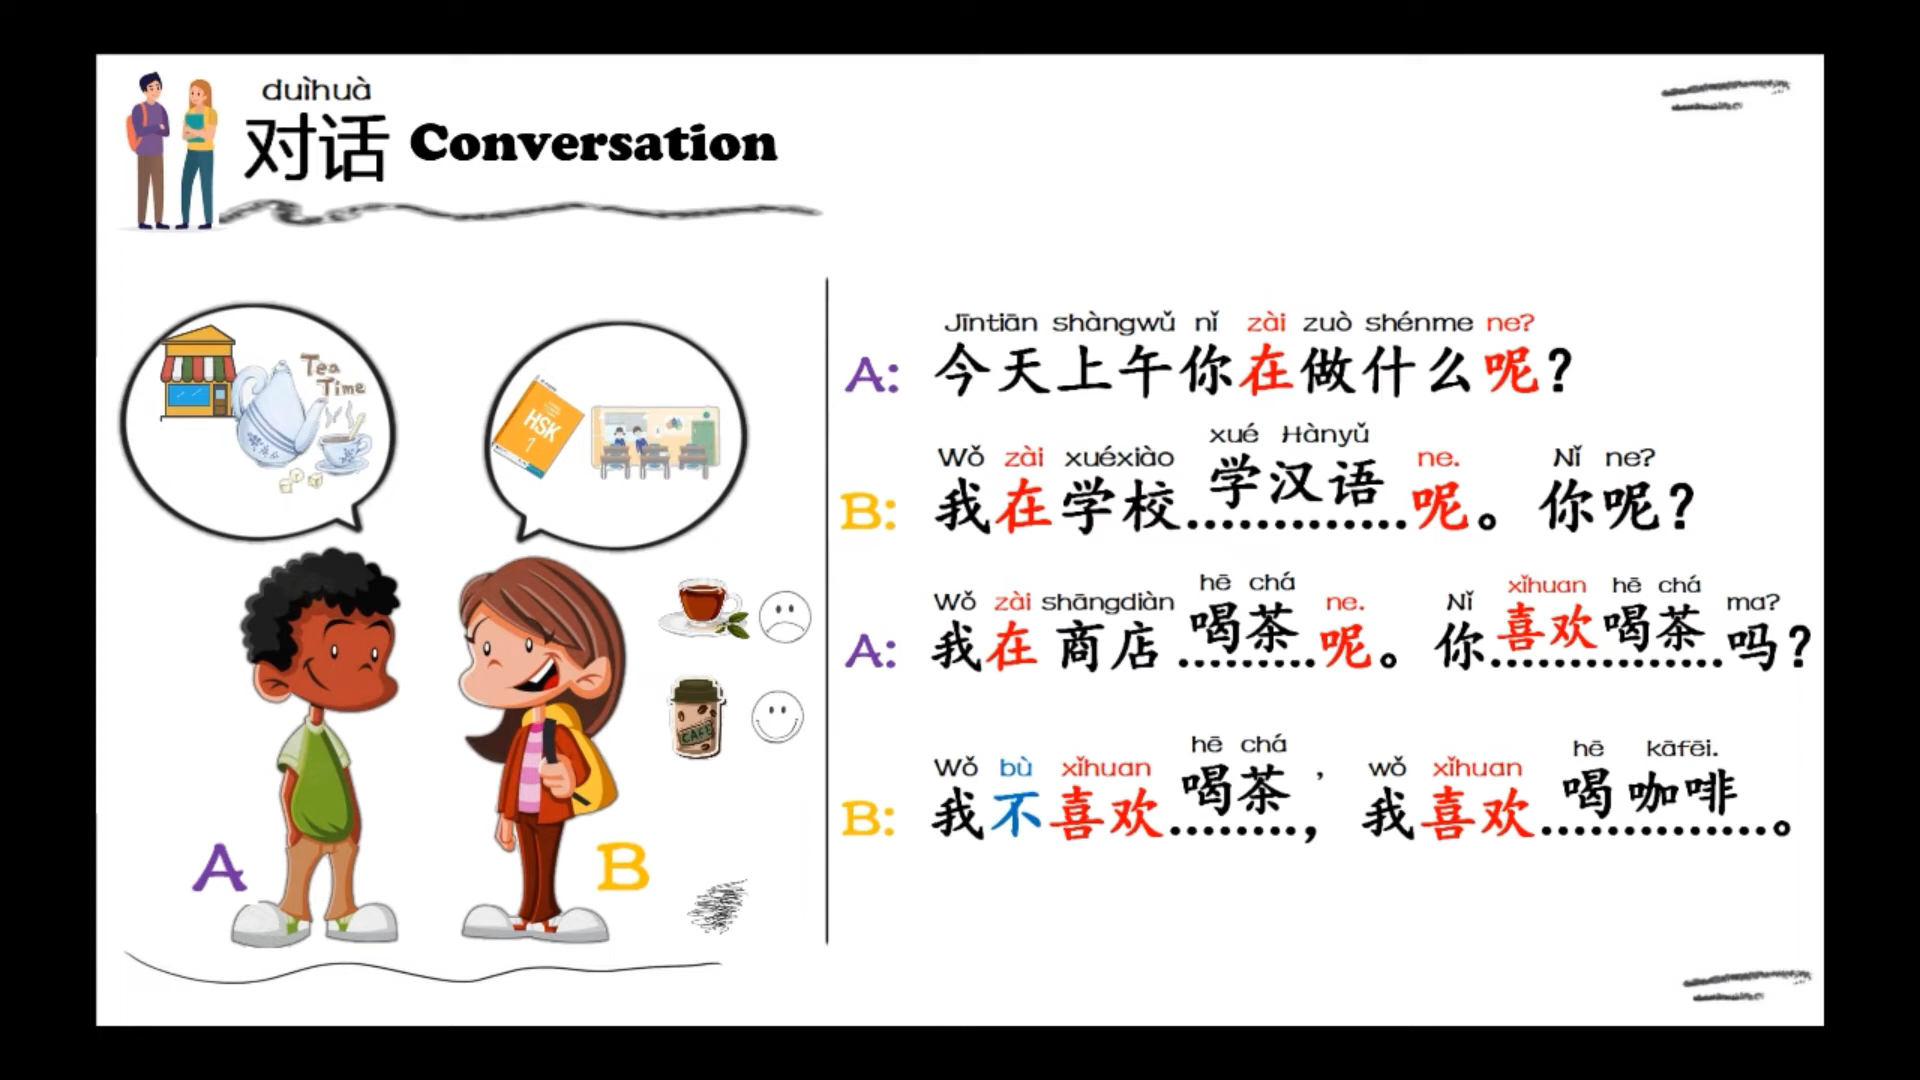 duìhuà
对话 Conversation
Tea
Time
HSK
1
CAFE
A
B
Jīntiān shàngwǔ nǐ zài zuò shénme ne?
A: 今天上午你在做什么呢？
xué Hànyǔ
Wǒ zài xuéxiào ne. Nǐ ne?
B: 我在学校学汉语呢。你呢？
hē chá xǐhuan hē chá
Wǒ zài shāngdiàn ne. Nǐ ma?
A: 我在商店喝茶呢。你喜欢喝茶吗？
hē chá hē kāfēi.
Wǒ bù xǐhuan , wǒ xǐhuan
B: 我不喜欢喝茶，我喜欢喝咖啡。